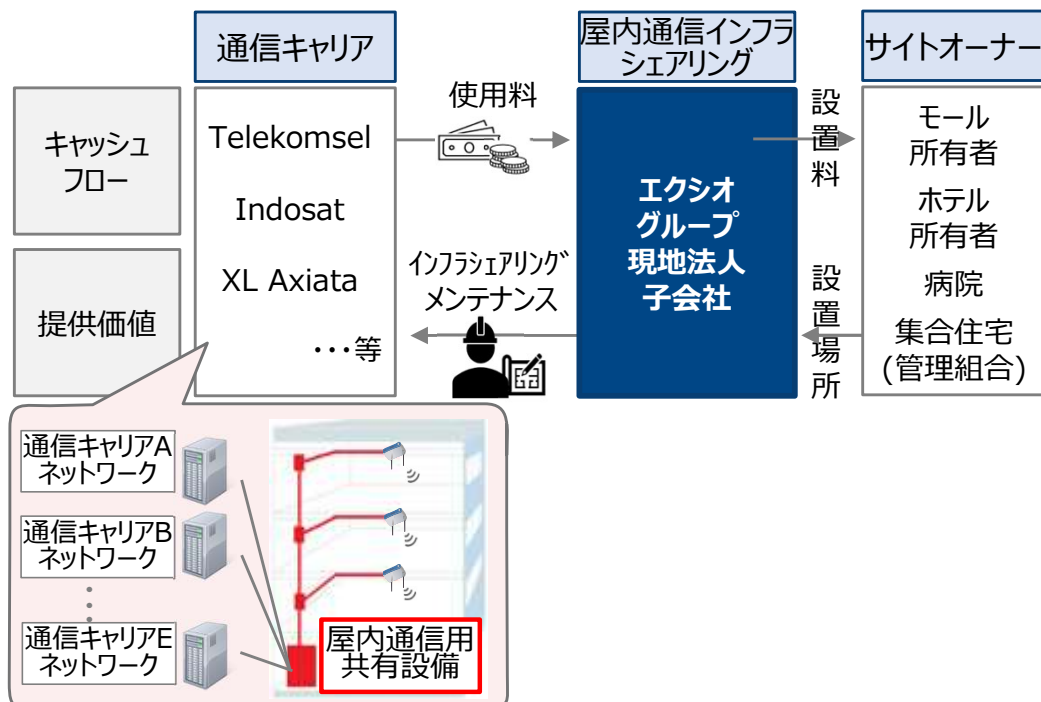 通信キャリア
屋内通信インフラ
シェアリング
サイトオーナー
キャッシュ
フロー
Telekomsel
Indosat
XL Axiata
・・・等
使用料
エクシオ
グループ
現地法人
子会社
設置料
モール
所有者
ホテル
所有者
病院
集合住宅
(管理組合)
提供価値
インフラシェアリング
メンテナンス
設置場所
通信キャリアA
ネットワーク
通信キャリアB
ネットワーク
・・・・
通信キャリアE
ネットワーク
屋内通信用
共有設備